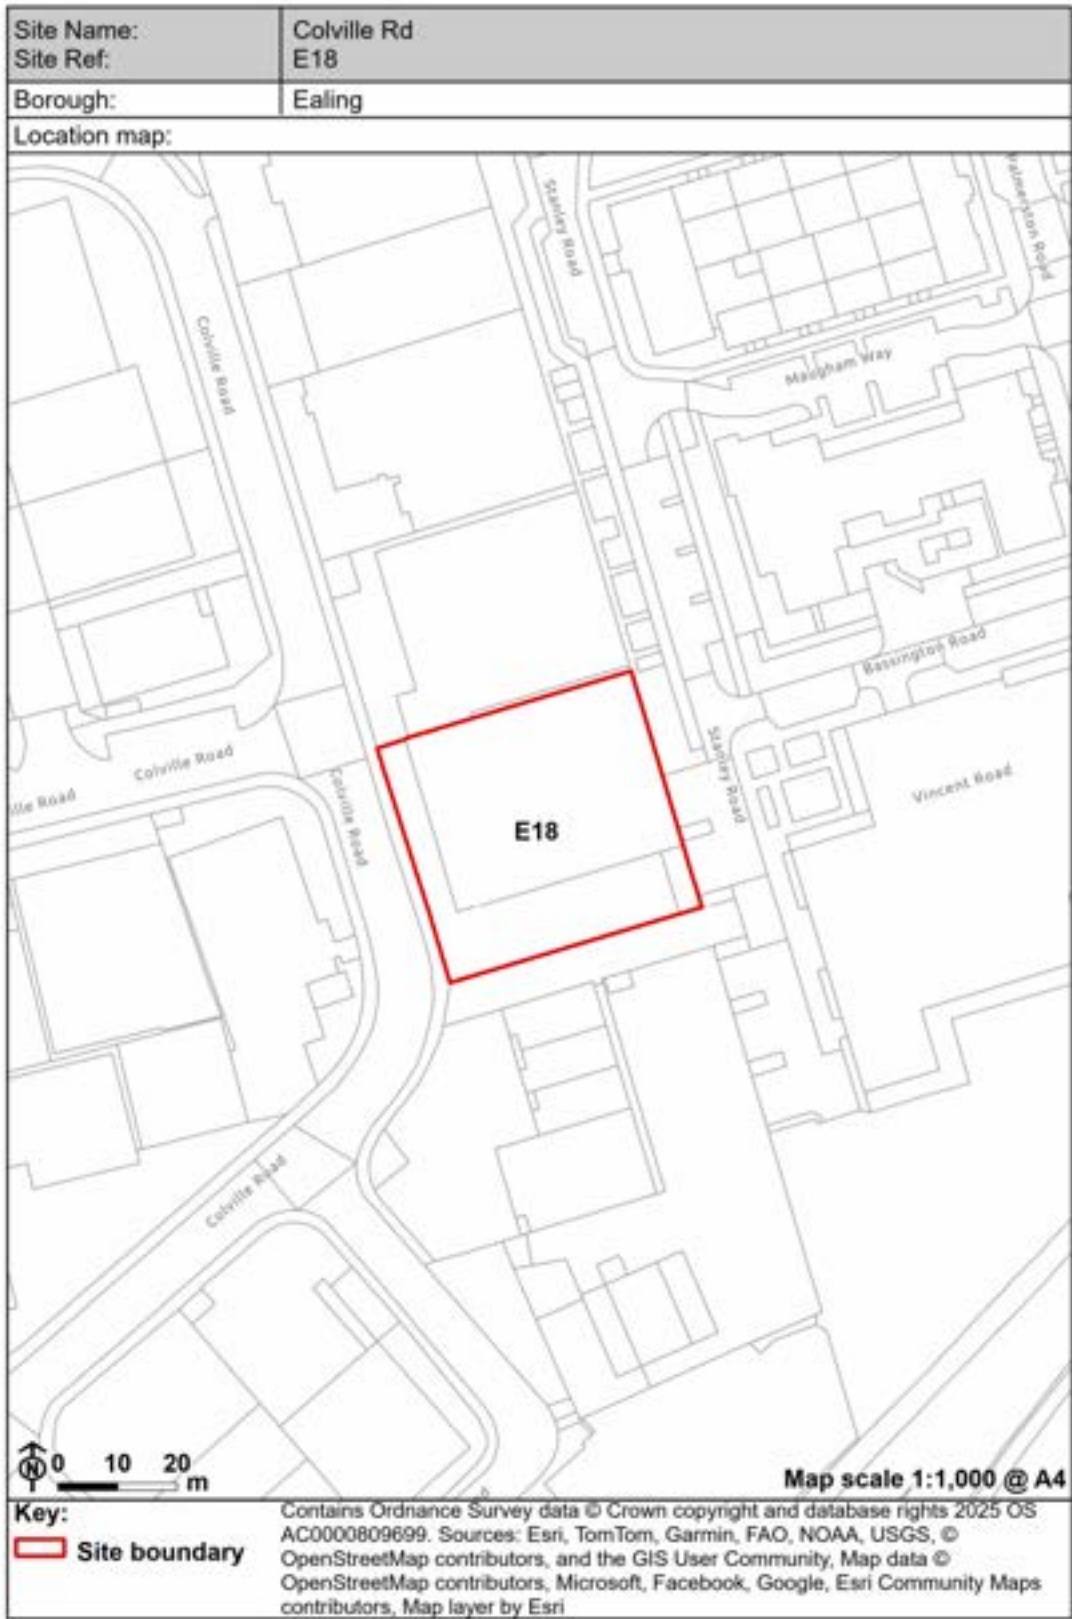 Site Name: Colville Rd
Site Ref: E18
Borough: Ealing
Location map:
Stanley Road
Palmerston Road
Colville Road
Maugham Way
Bassington Road
Colville Road
ille Road
Colville Road
Stanley Road
Vincent Road
E18
Colville Road
N
0 10 20
m
Map scale 1:1,000 @ A4
Key:
Site boundary
Contains Ordnance Survey data © Crown copyright and database rights 2025 OS
AC0000809699. Sources: Esri, TomTom, Garmin, FAO, NOAA, USGS, ©
OpenStreetMap contributors, and the GIS User Community, Map data ©
OpenStreetMap contributors, Microsoft, Facebook, Google, Esri Community Maps
contributors, Map layer by Esri